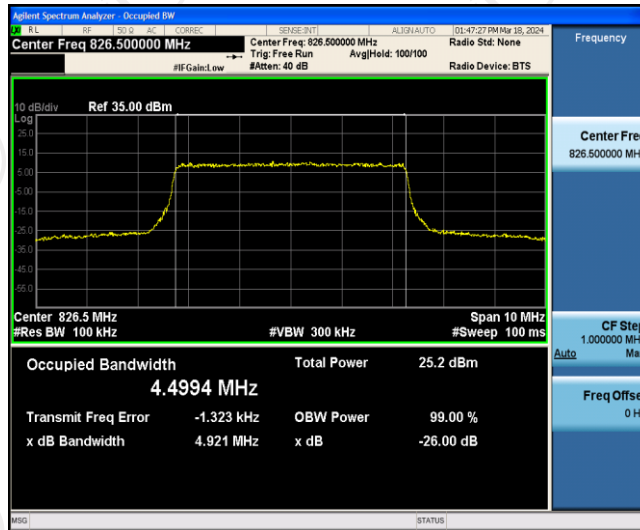 Agilent Spectrum Analyzer - Occupied BW
RL RF 50 Ω AC CORREC SENSE:INT ALIGN AUTO 01:47:27 PM Mar 18, 2024
Center Freq 826.500000 MHz
Center Freq: 826.500000 MHz
Radio Std: None
Trig: Free Run Avg|Hold: 100/100
#IFGain:Low #Atten: 40 dB
Radio Device: BTS
10 dB/div Ref 35.00 dBm
Log
25.0
15.0
5.00
-5.00
-15.0
-25.0
-35.0
-45.0
-55.0
Center 826.5 MHz Span 10 MHz
#Res BW 100 kHz #VBW 300 kHz #Sweep 100 ms
Occupied Bandwidth Total Power 25.2 dBm
4.4994 MHz
Transmit Freq Error -1.323 kHz OBW Power 99.00 %
x dB Bandwidth 4.921 MHz x dB -26.00 dB
MSG STATUS
Frequency
Center Fre
826.500000 MH
CF Ste
1.000000 MH
Auto Ma
Freq Offse
0 H